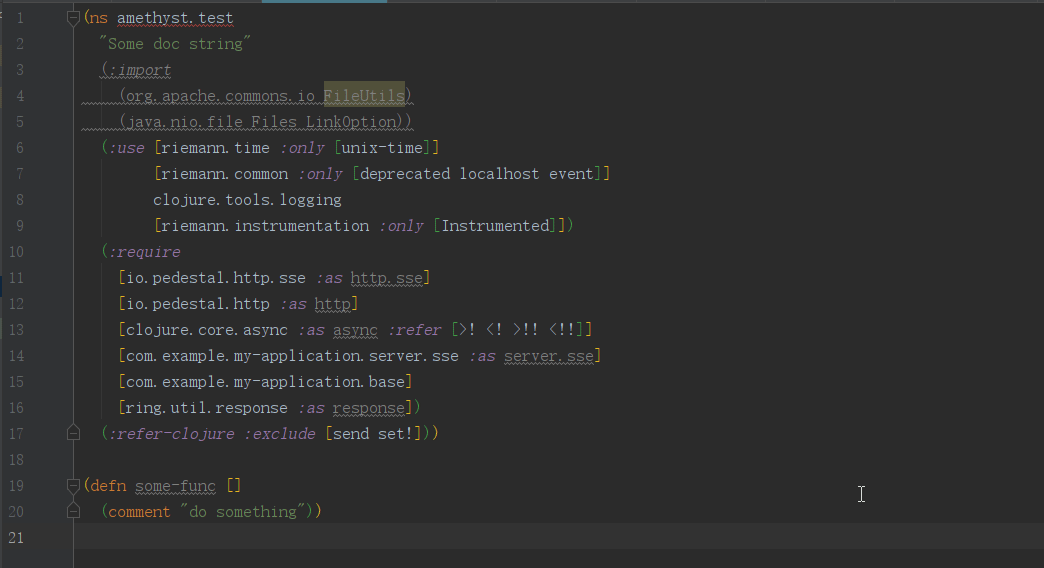 1 (ns amethyst.test
2   "Some doc string"
3   (:import
4     (org.apache.commons.io FileUtils)
5     (java.nio.file Files LinkOption))
6   (:use [riemann.time :only [unix-time]]
7         [riemann.common :only [deprecated localhost event]]
8         clojure.tools.logging
9         [riemann.instrumentation :only [Instrumented]])
10   (:require
11     [io.pedestal.http.sse :as http.sse]
12     [io.pedestal.http :as http]
13     [clojure.core.async :as async :refer [>! <! >!! <!!]]
14     [com.example.my-application.server.sse :as server.sse]
15     [com.example.my-application.base]
16     [ring.util.response :as response])
17   (:refer-clojure :exclude [send set!]))
18
19 (defn some-func []
20   (comment "do something"))
21